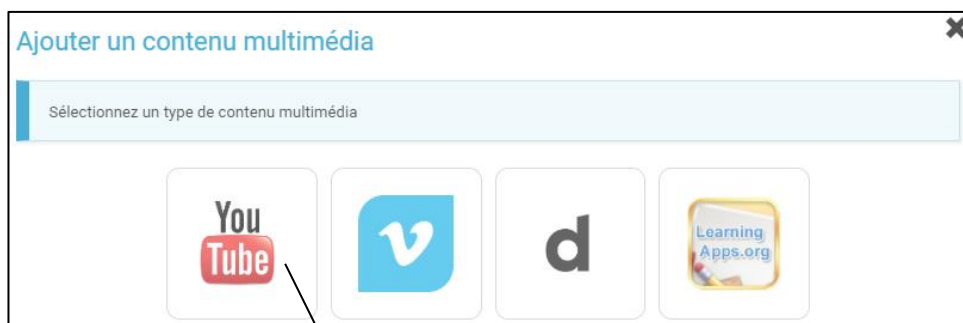 Ajouter un contenu multimédia
Sélectionnez un type de contenu multimédia
You
Tube
v
d
Learning
Apps.org